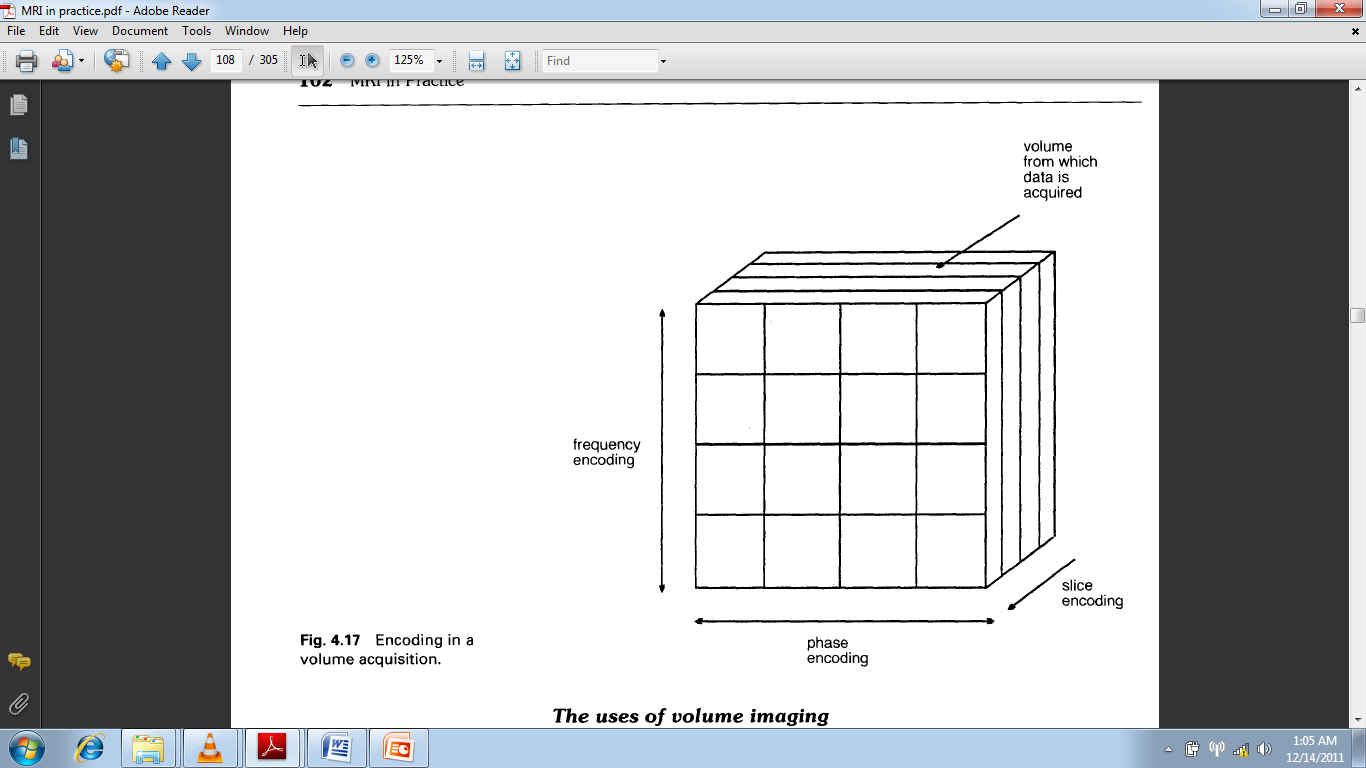 MRI in practice.pdf - Adobe Reader
File Edit View Document Tools Window Help
108 / 305 125% Find
102 MRI in Practice
volume
from which
data is
acquired
frequency
encoding
slice
encoding
phase
encoding
Fig. 4.17 Encoding in a
volume acquisition.
The uses of volume imaging
1:05 AM
12/14/2011